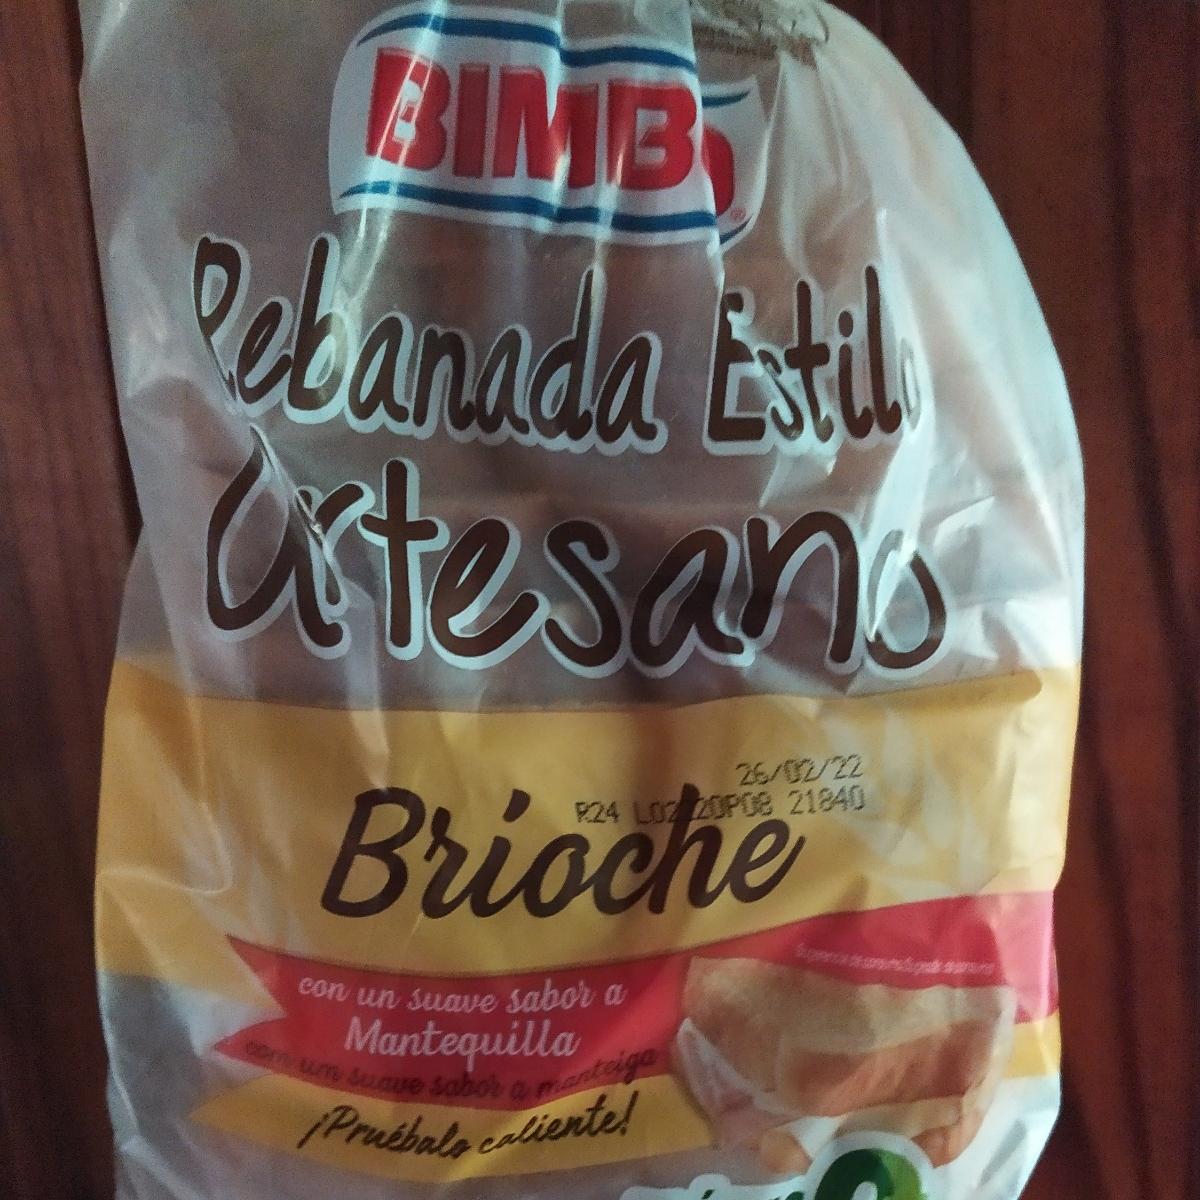 BIMBO
Rebanada Estilo
Artesano
26/02/22
R24 L02 20P08 21840
Brioche
con un suave sabor a
Mantequilla
com um suave sabor a manteiga
¡Pruébalo caliente!